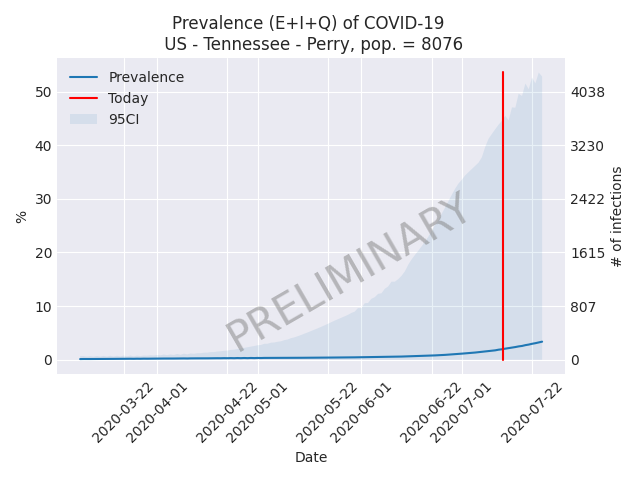 Prevalence (E+I+Q) of COVID-19
US - Tennessee - Perry, pop. = 8076
Prevalence
Today
95CI
50
40
30
20
10
0
%
4038
3230
2422
1615
807
0
# of infections
PRELIMINARY
2020-03-22
2020-04-01
2020-04-22
2020-05-01
2020-05-22
2020-06-01
2020-06-22
2020-07-01
2020-07-22
Date